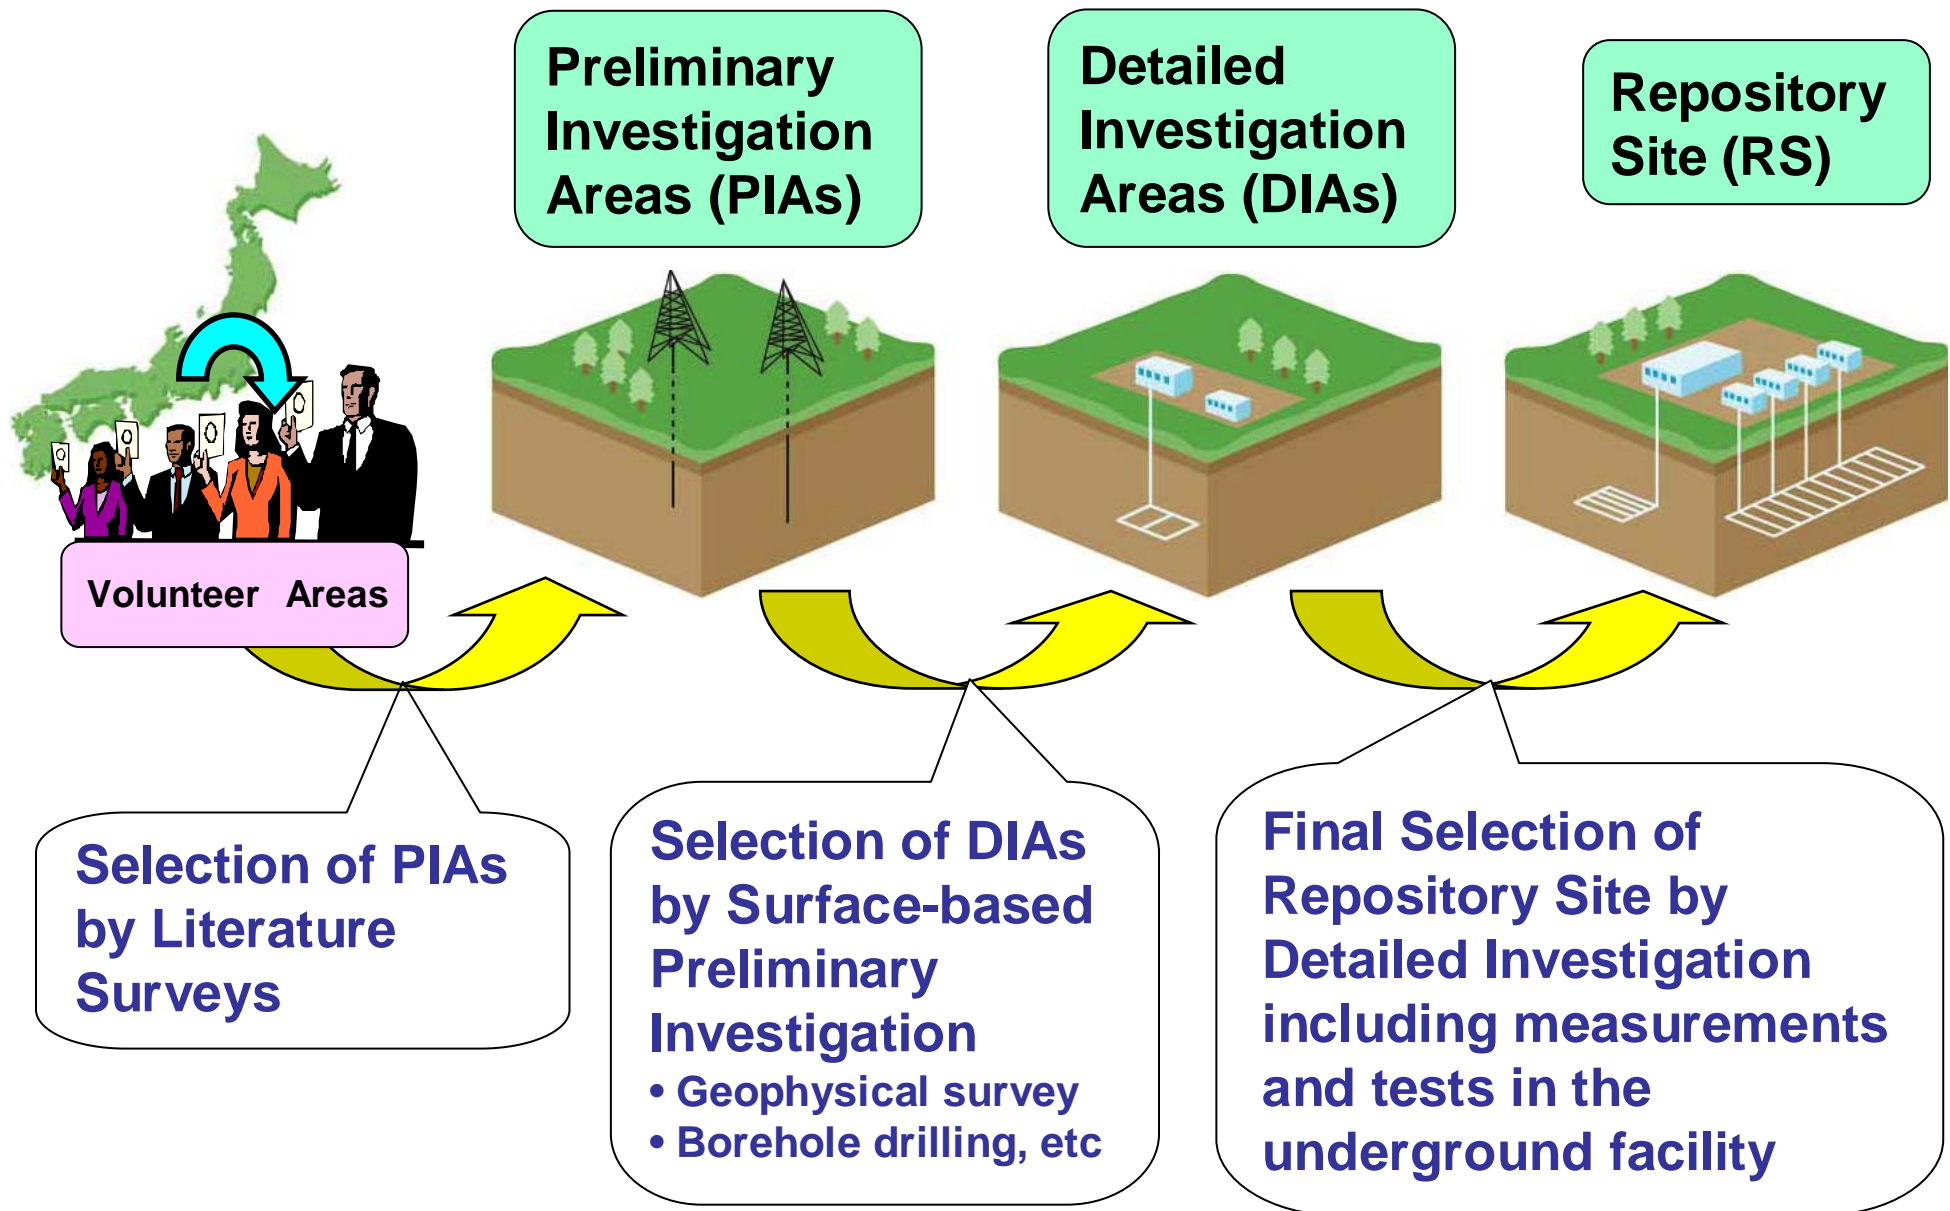 Preliminary
Investigation
Areas (PIAs)
Detailed
Investigation
Areas (DIAs)
Repository
Site (RS)
Volunteer Areas
Selection of PIAs
by Literature
Surveys
Selection of DIAs
by Surface-based
Preliminary
Investigation
• Geophysical survey
• Borehole drilling, etc
Final Selection of
Repository Site by
Detailed Investigation
including measurements
and tests in the
underground facility